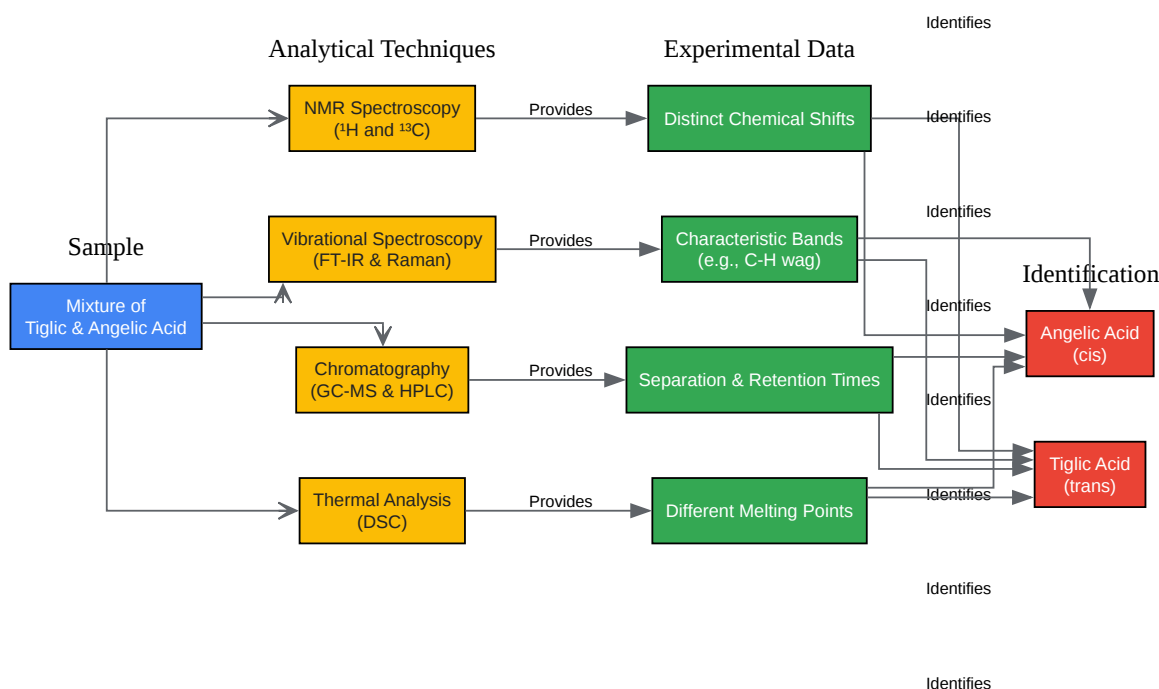 Identifies
Analytical Techniques
Experimental Data
NMR Spectroscopy
(¹H and ¹³C)
Provides
Distinct Chemical Shifts
Identifies
Sample
Vibrational Spectroscopy
(FT-IR & Raman)
Provides
Characteristic Bands
(e.g., C-H wag)
Identifies
Identification
Mixture of
Tiglic & Angelic Acid
Identifies
Angelic Acid
(cis)
Chromatography
(GC-MS & HPLC)
Provides
Separation & Retention Times
Identifies
Tiglic Acid
(trans)
Thermal Analysis
(DSC)
Provides
Different Melting Points
Identifies
Identifies
Identifies